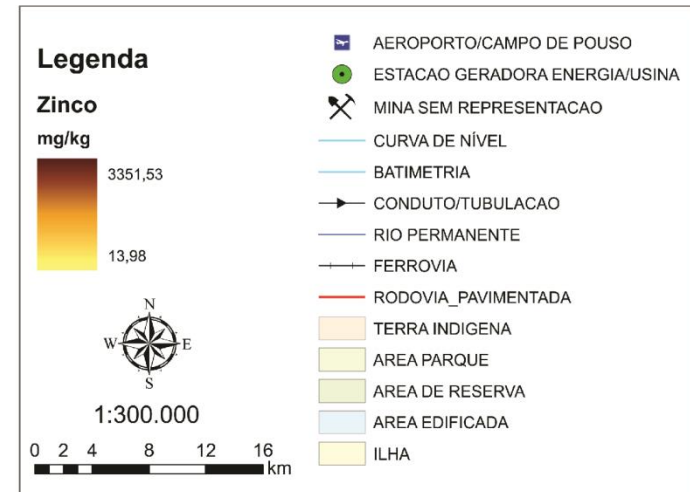 Legenda
Zinco
mg/kg
3351,53
13,98
N
W E
S
1:300.000
0 2 4 8 12 16
km
AEROPORTO/CAMPO DE POUSO
ESTACAO GERADORA ENERGIA/USINA
MINA SEM REPRESENTACAO
CURVA DE NÍVEL
BATIMETRIA
CONDUTO/TUBULACAO
RIO PERMANENTE
FERROVIA
RODOVIA_PAVIMENTADA
TERRA INDIGENA
AREA PARQUE
AREA DE RESERVA
AREA EDIFICADA
ILHA